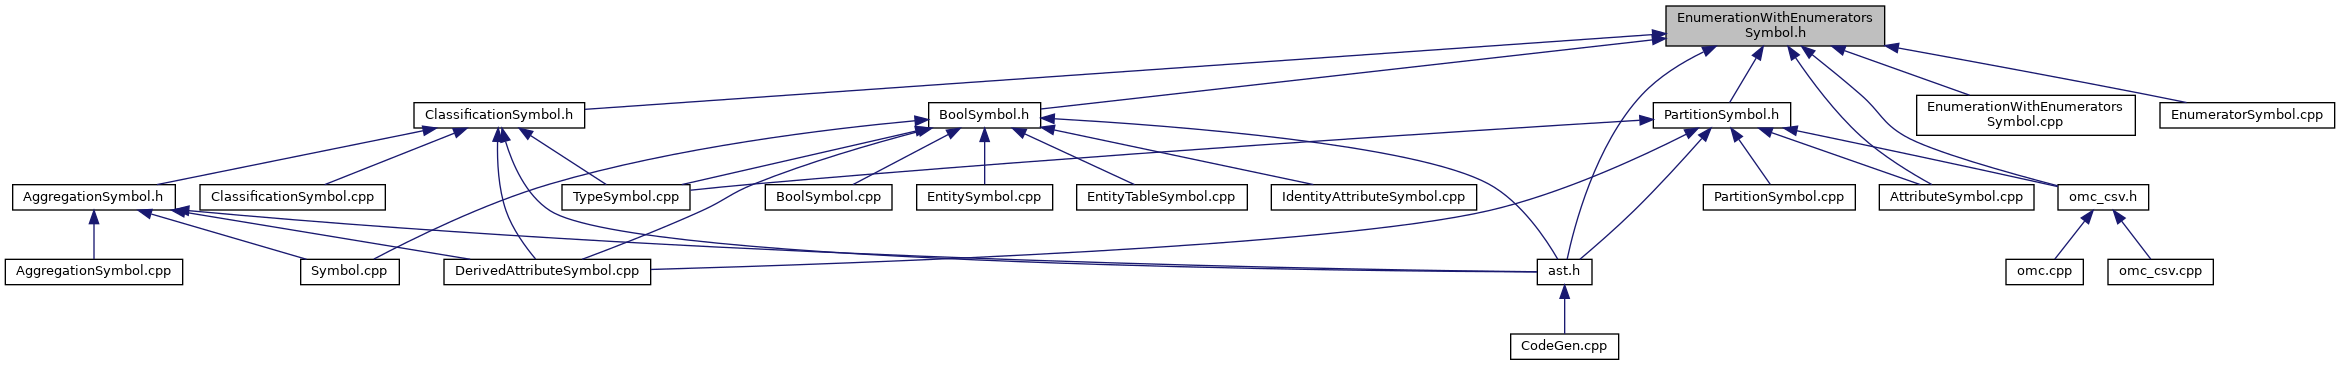 EnumerationWithEnumerators
Symbol.h
ClassificationSymbol.h
BoolSymbol.h
PartitionSymbol.h
EnumerationWithEnumerators
Symbol.cpp
EnumeratorSymbol.cpp
AggregationSymbol.h
ClassificationSymbol.cpp
TypeSymbol.cpp
BoolSymbol.cpp
EntitySymbol.cpp
EntityTableSymbol.cpp
IdentityAttributeSymbol.cpp
PartitionSymbol.cpp
AttributeSymbol.cpp
omc_csv.h
AggregationSymbol.cpp
Symbol.cpp
DerivedAttributeSymbol.cpp
ast.h
omc.cpp
omc_csv.cpp
CodeGen.cpp